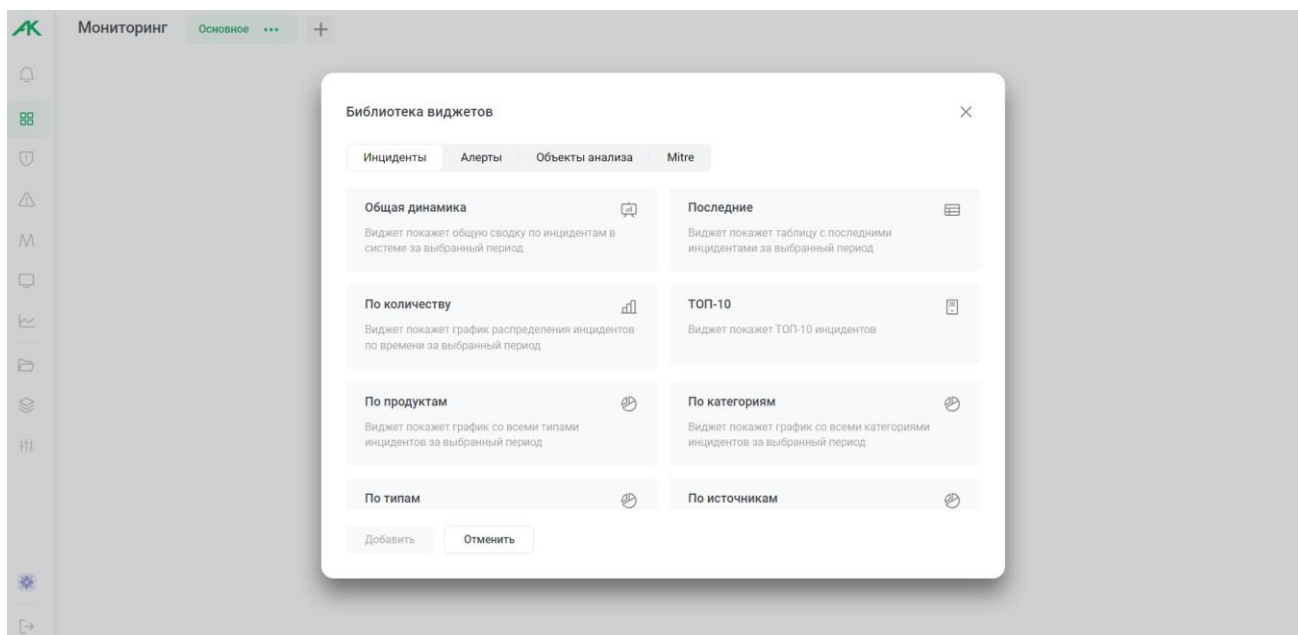 AK
Мониторинг
Основное •••
Библиотека виджетов
Инциденты Алерты Объекты анализа Mitre
Общая динамика
Виджет покажет общую сводку по инцидентам в
системе за выбранный период
Последние
Виджет покажет таблицу с последними
инцидентами за выбранный период
По количеству
Виджет покажет график распределения инцидентов
по времени за выбранный период
ТОП-10
Виджет покажет ТОП-10 инцидентов
По продуктам
Виджет покажет график со всеми типами
инцидентов за выбранный период
По категориям
Виджет покажет график со всеми категориями
инцидентов за выбранный период
По типам
По источникам
Добавить
Отменить